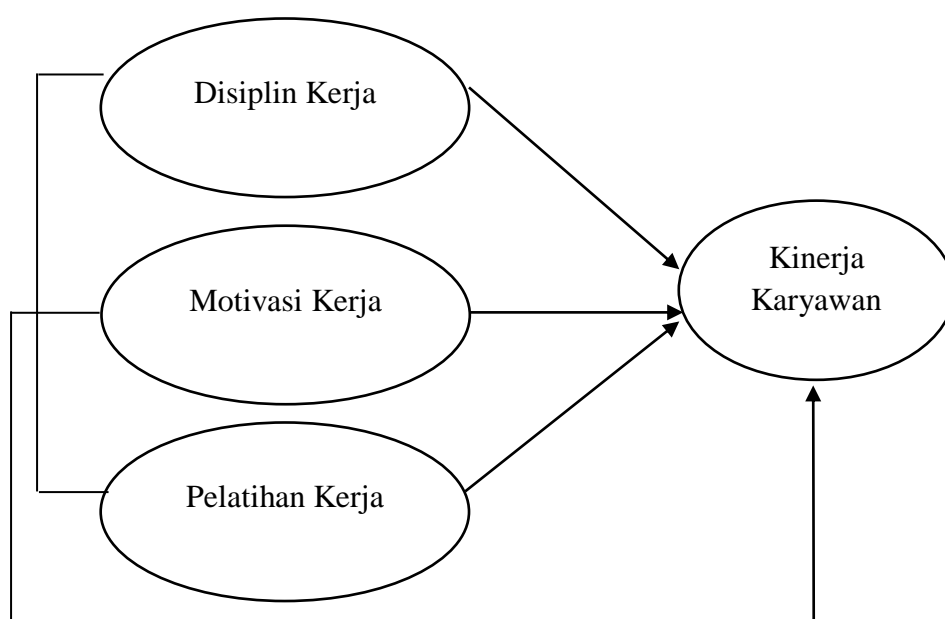 Disiplin Kerja
Motivasi Kerja
Pelatihan Kerja
Kinerja
Karyawan